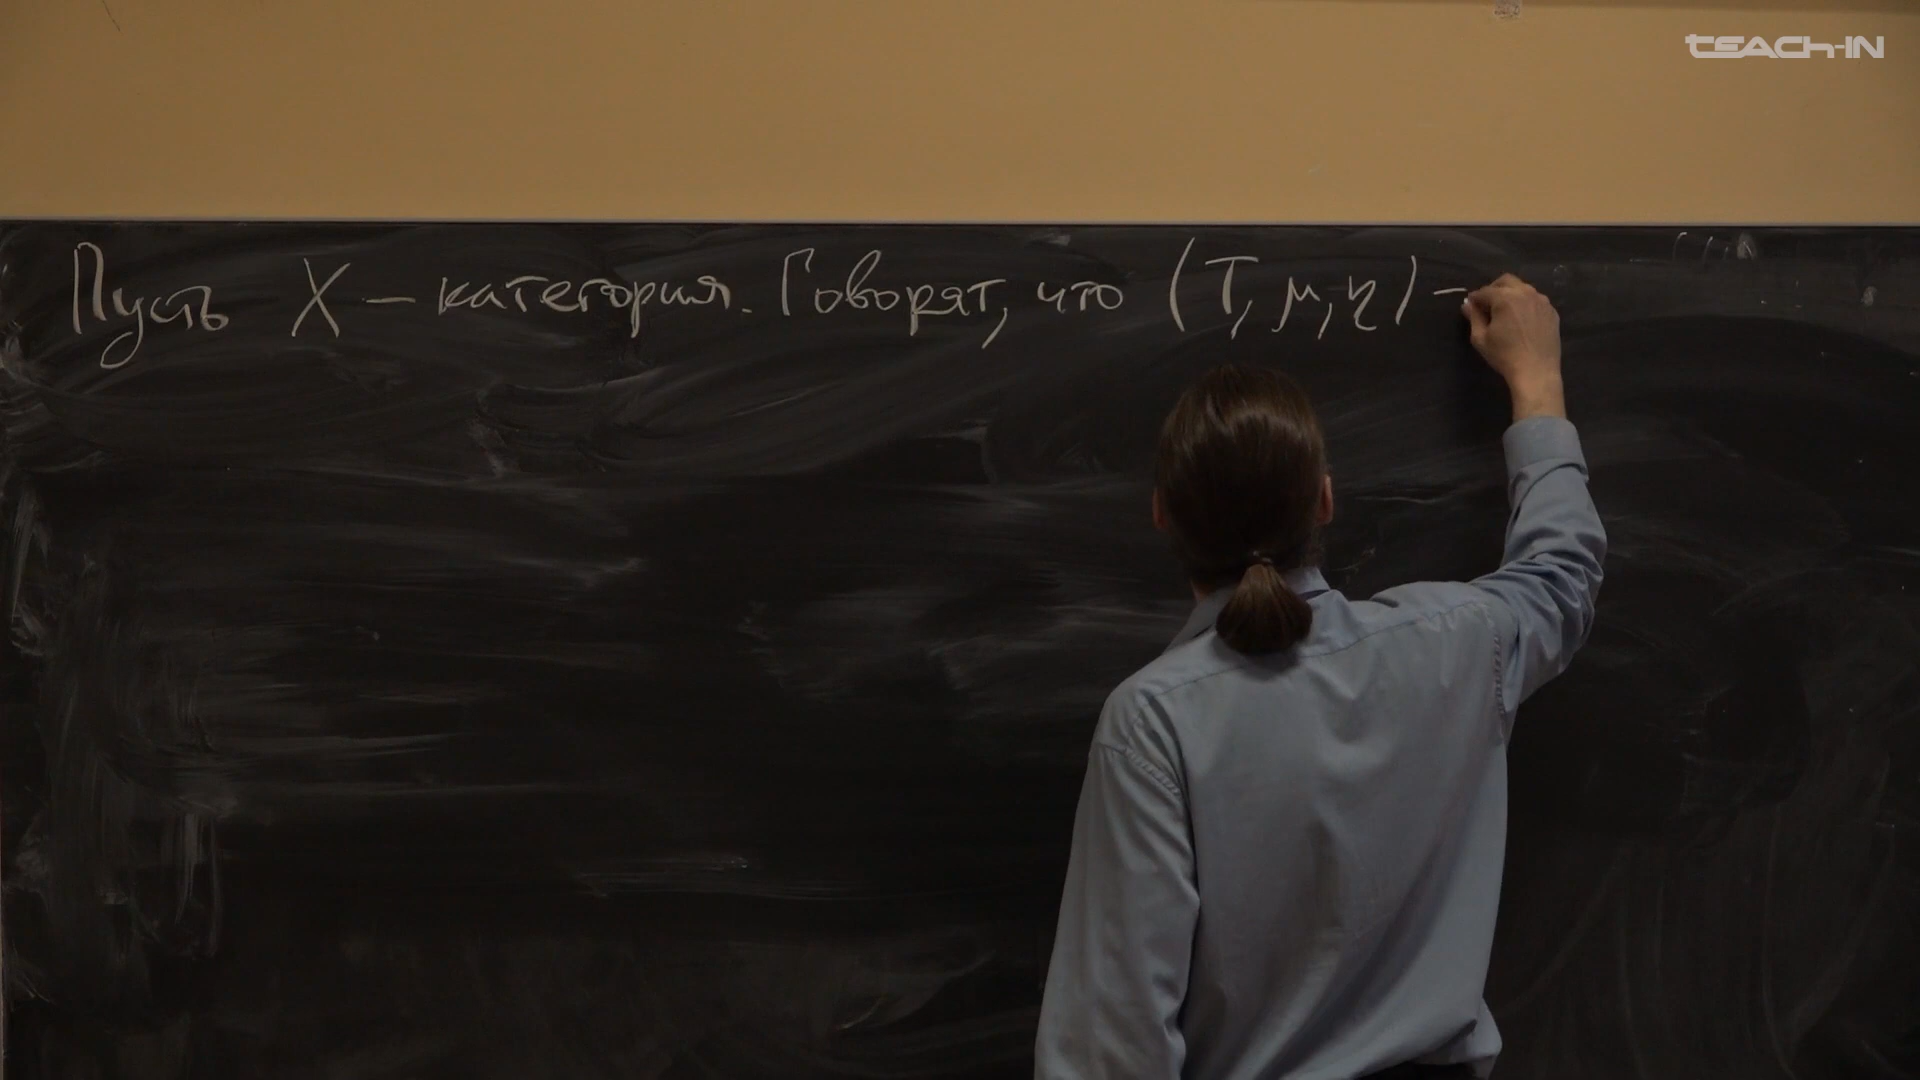 teach-in
Пусть X – категория. Говорят, что (T, μ, η) –